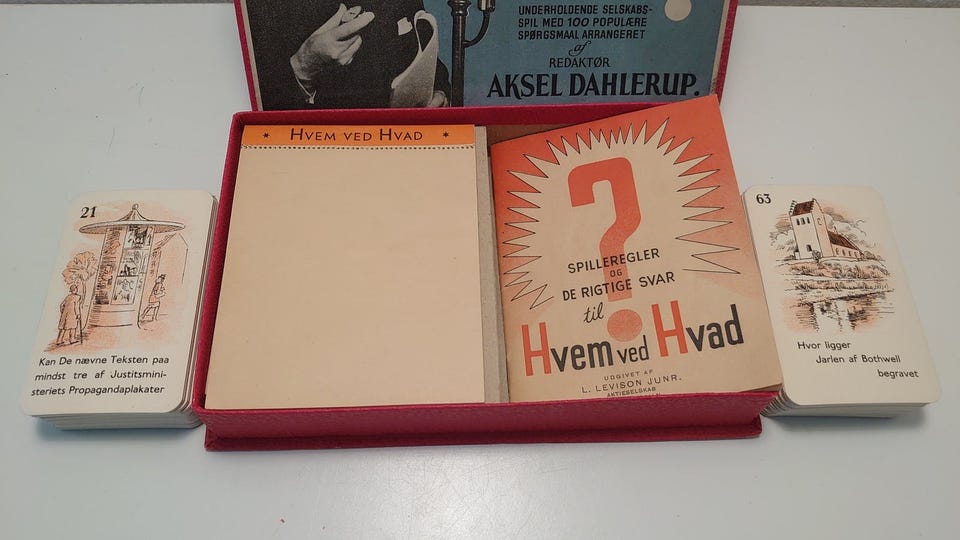 UNDERHOLDENDE SELSKABS-
SPIL MED 100 POPULÆRE
SPØRGSMAAL ARRANGERET
af
REDAKTØR
AKSEL DAHLERUP.
★ HVEM VED HVAD ★
?
SPILLEREGLER
OG
DE RIGTIGE SVAR
til
Hvem ved Hvad
UDGIVET AF
L. LEVISON JUNR.
AKTIESELSKAB
21
Kan De nævne Teksten paa
mindst tre af Justitsmini-
steriets Propagandaplakater
63
Hvor ligger
Jarlen af Bothwell
begravet